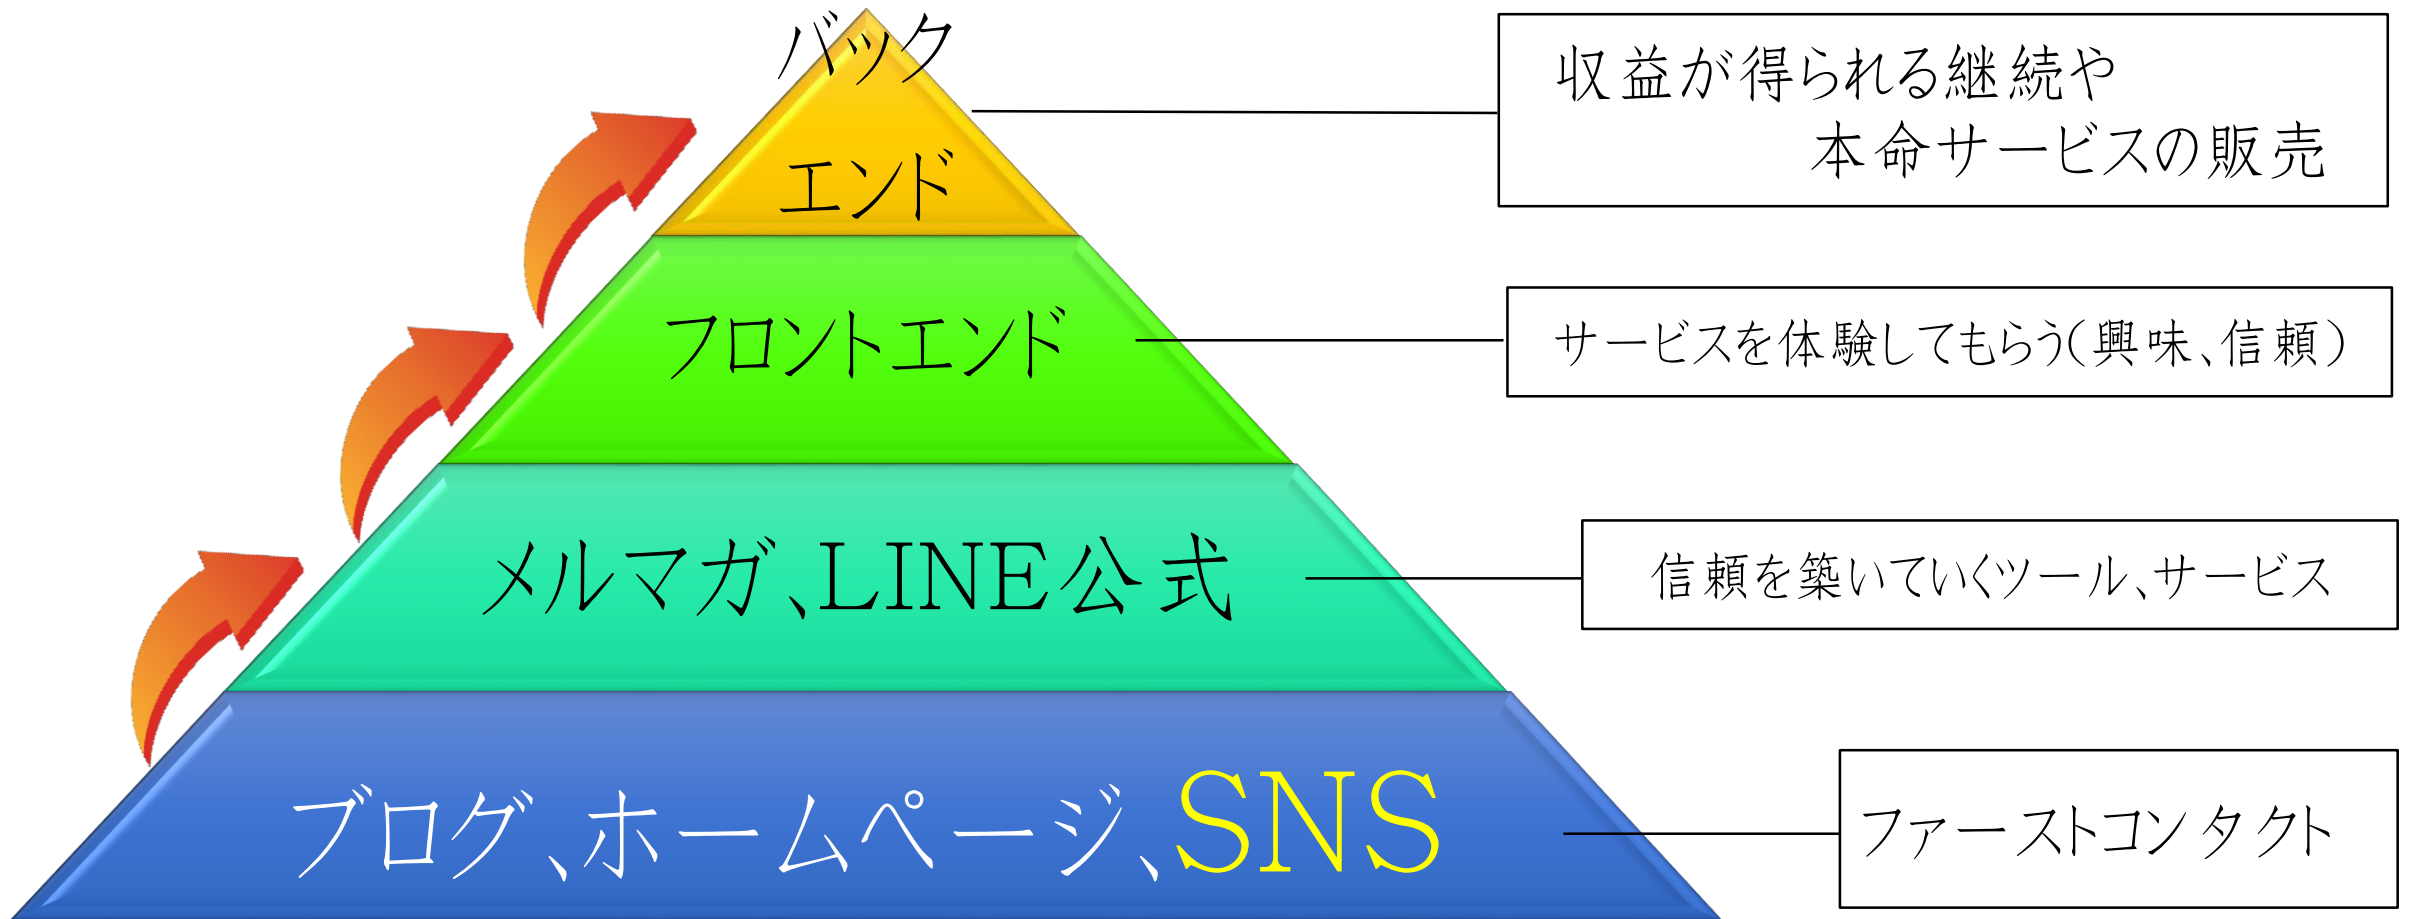 バック
エンド
収益が得られる継続や
本命サービスの販売
フロントエンド
サービスを体験してもらう(興味、信頼)
メルマガ、LINE公式
信頼を築いていくツール、サービス
ブログ、ホームページ、SNS
ファーストコンタクト